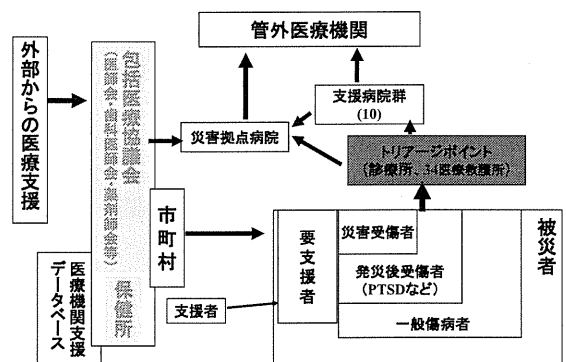 管外医療機関
外部からの医療支援
包括医療協議会
（医師会・歯科医師会・薬剤師会等）
保健所
医療機関支援
データベース
市町村
災害拠点病院
支援病院群
(10)
トリアージポイント
（診療所、34医療救護所）
支援者
要支援者
災害受傷者
発災後受傷者
(PTSDなど)
一般傷病者
被災者